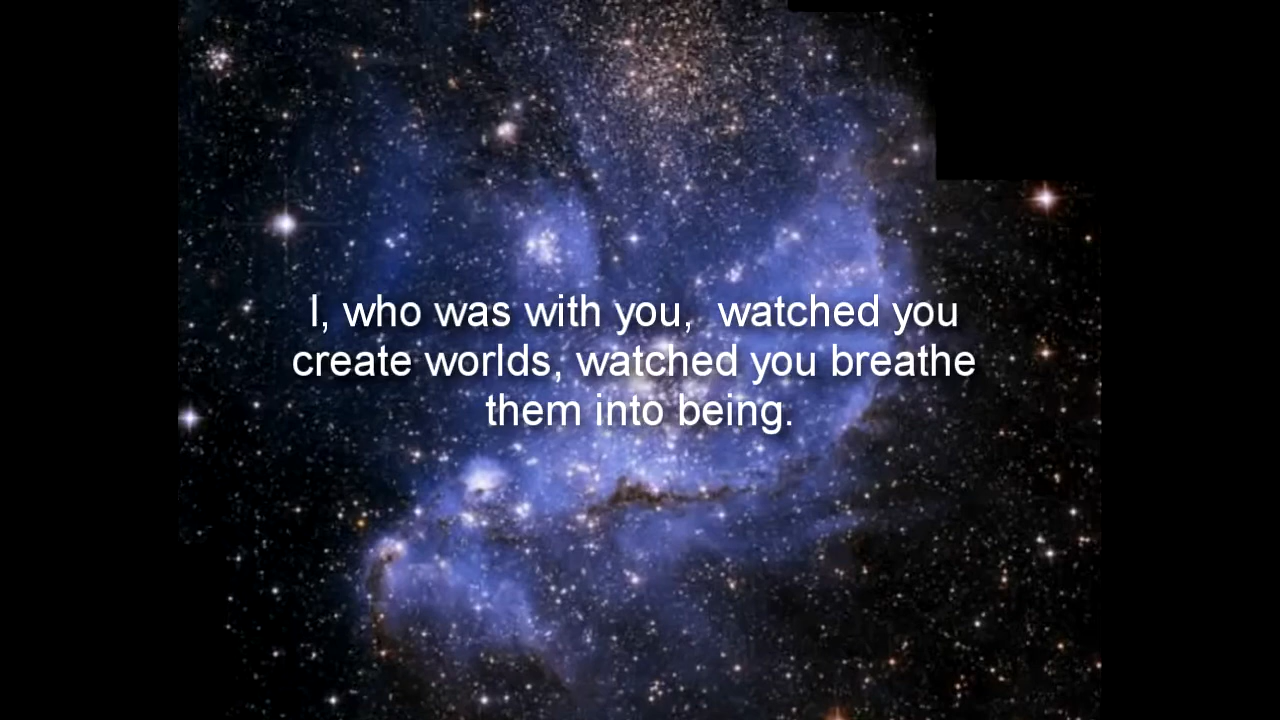 I, who was with you,  watched you
create worlds, watched you breathe
them into being.